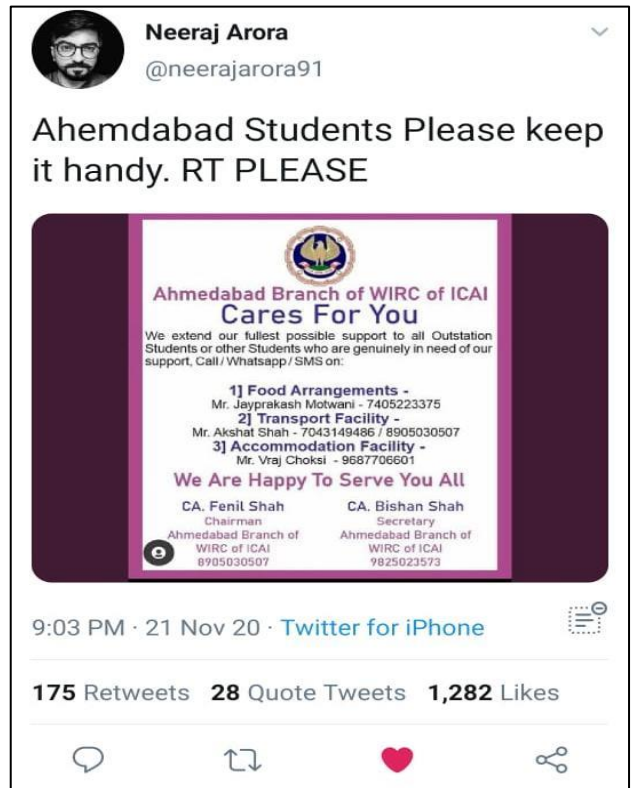 Neeraj Arora
@neerajarora91
Ahemdabad Students Please keep
it handy. RT PLEASE
Ahmedabad Branch of WIRC of ICAI
Cares For You
We extend our fullest possible support to all Outstation
Students or other Students who are genuinely in need of our
support, Call / Whatsapp / SMS on:
1] Food Arrangements -
Mr. Jayprakash Motwani - 7405223375
2] Transport Facility -
Mr. Akshat Shah - 7043149486 / 8905030507
3] Accommodation Facility -
Mr. Vraj Choksi - 9687706601
We Are Happy To Serve You All
CA. Fenil Shah
Chairman
Ahmedabad Branch of
WIRC of ICAI
8905030507
CA. Bishan Shah
Secretary
Ahmedabad Branch of
WIRC of ICAI
9825023573
9:03 PM · 21 Nov 20 · Twitter for iPhone
175 Retweets 28 Quote Tweets 1,282 Likes